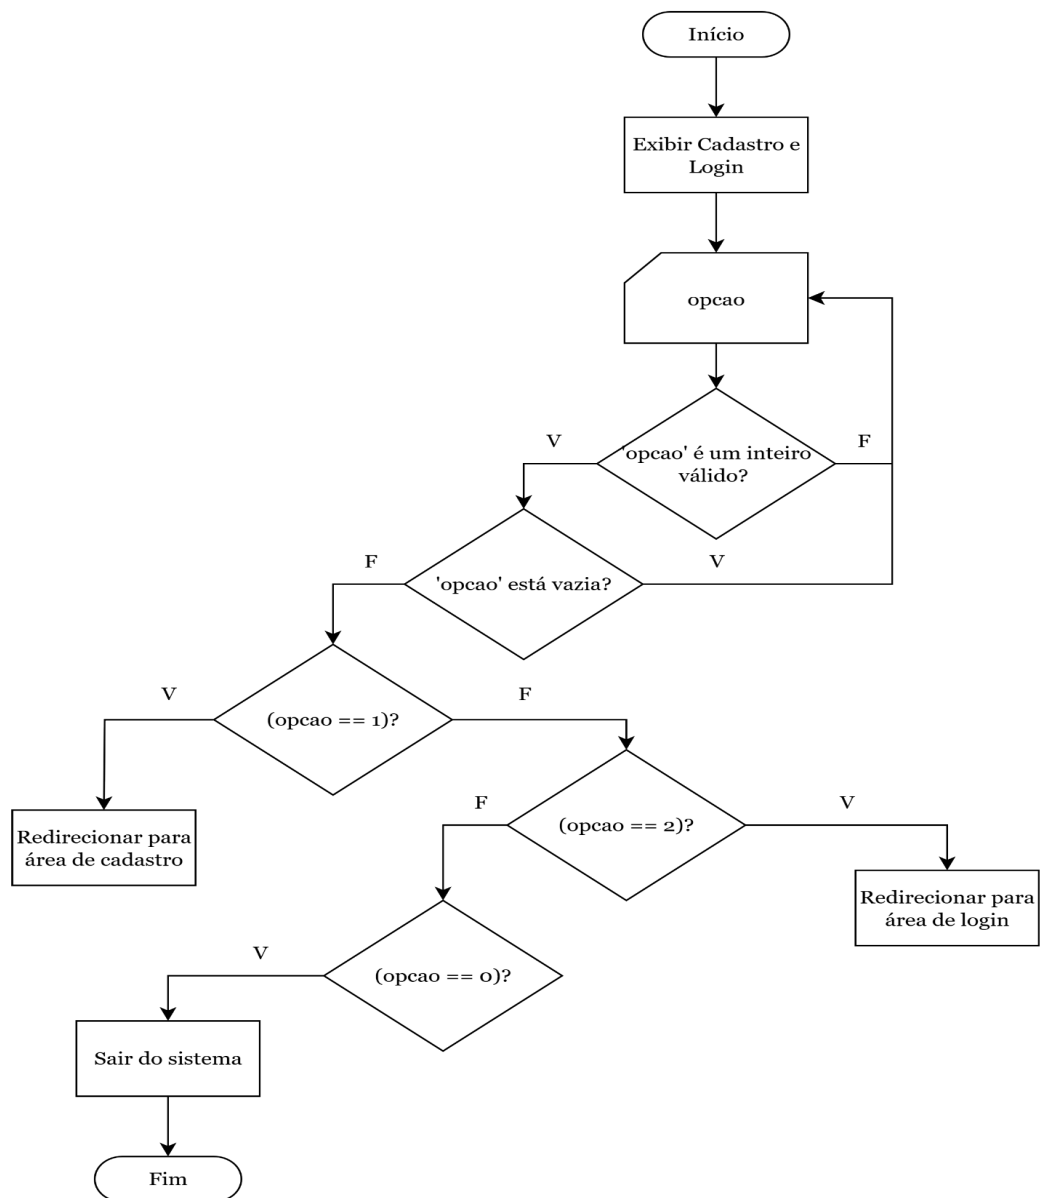 Início
Exibir Cadastro e
Login
opcao
V
'opcao' é um inteiro
válido?
F
F
'opcao' está vazia?
V
V
(opcao == 1)?
F
Redirecionar para
área de cadastro
F
(opcao == 2)?
V
Redirecionar para
área de login
V
(opcao == 0)?
Sair do sistema
Fim